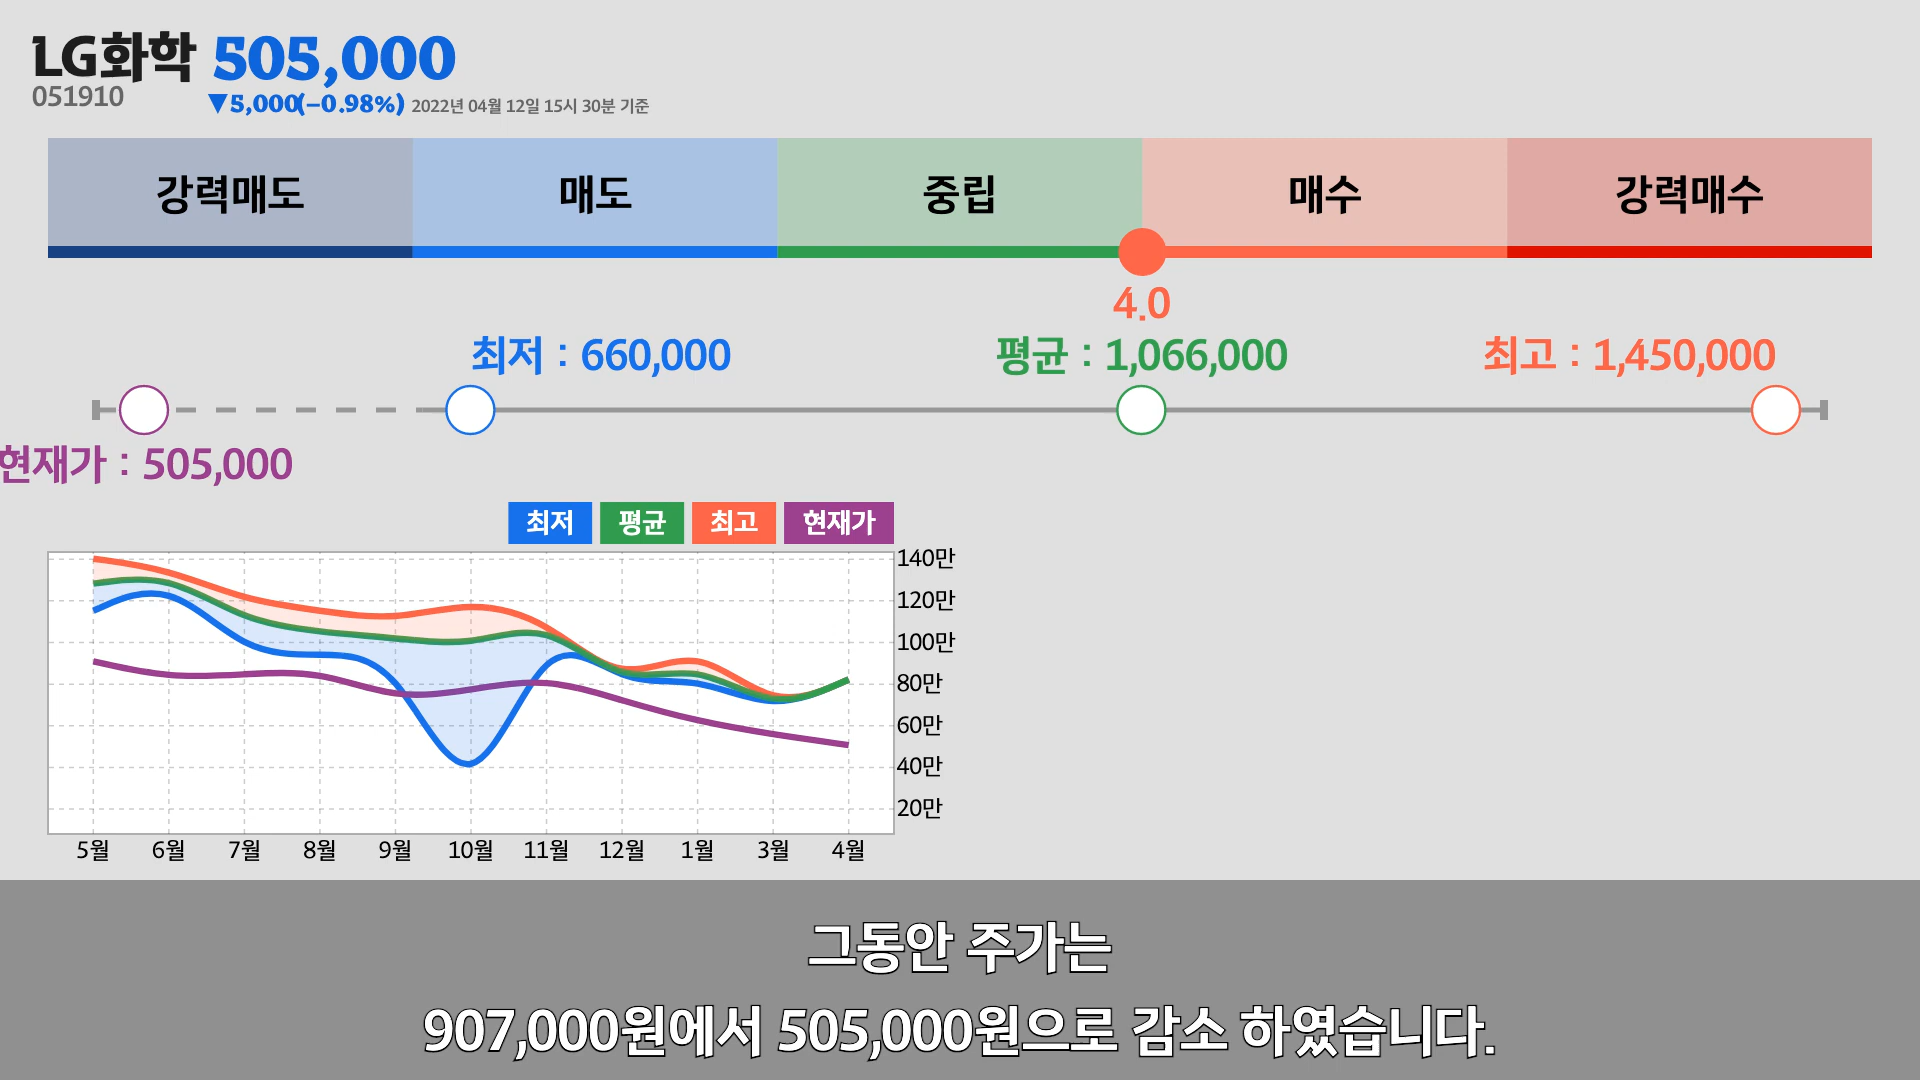 LG화학 505,000
051910
▼5,000(-0.98%) 2022년 04월 12일 15시 30분 기준
강력매도 매도 중립 매수 강력매수
4.0
최저 : 660,000 평균 : 1,066,000 최고 : 1,450,000
현재가 : 505,000
최저 평균 최고 현재가
140만
120만
100만
80만
60만
40만
20만
5월 6월 7월 8월 9월 10월 11월 12월 1월 3월 4월
그동안 주가는
907,000원에서 505,000원으로 감소 하였습니다.